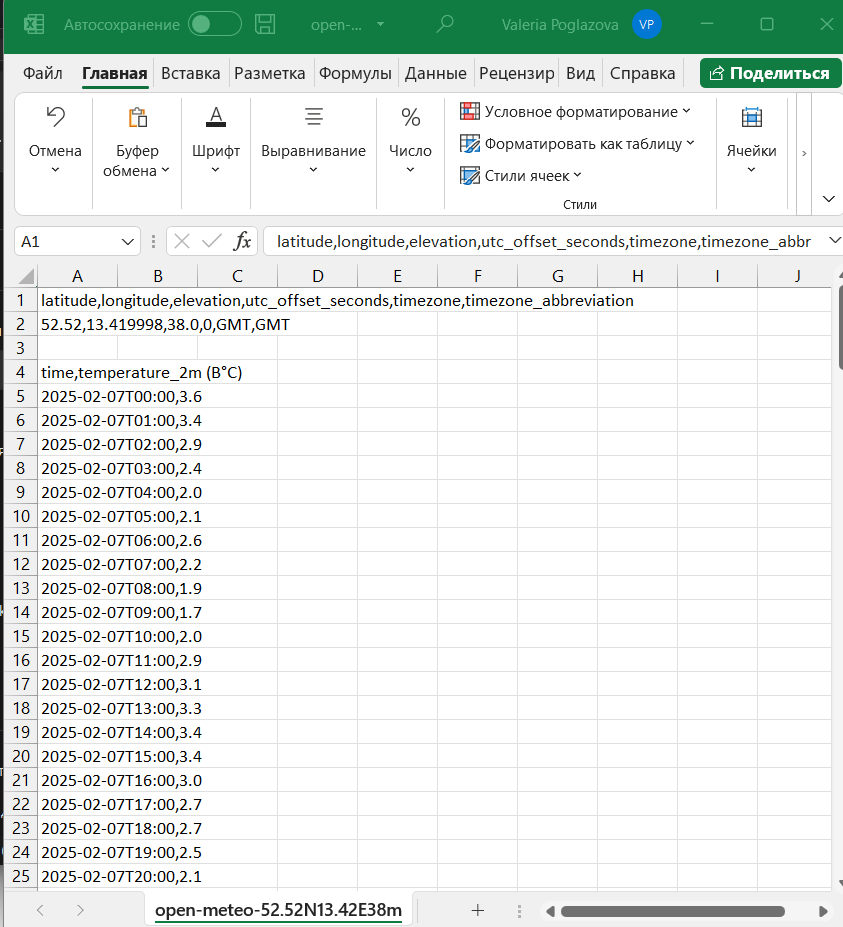 Автосохранение open-... Valeria Poglazova VP
Файл Главная Вставка Разметка Формулы Данные Рецензир Вид Справка Поделиться
Отмена
Буфер обмена
Шрифт
Выравнивание
%
Число
Условное форматирование
Форматировать как таблицу
Стили ячеек
Стили
Ячейки
A1 fx latitude,longitude,elevation,utc_offset_seconds,timezone,timezone_abbr
A B C D E F G H I J
1 latitude,longitude,elevation,utc_offset_seconds,timezone,timezone_abbreviation
2 52.52,13.419998,38.0,0,GMT,GMT
3
4 time,temperature_2m (В°C)
5 2025-02-07T00:00,3.6
6 2025-02-07T01:00,3.4
7 2025-02-07T02:00,2.9
8 2025-02-07T03:00,2.4
9 2025-02-07T04:00,2.0
10 2025-02-07T05:00,2.1
11 2025-02-07T06:00,2.6
12 2025-02-07T07:00,2.2
13 2025-02-07T08:00,1.9
14 2025-02-07T09:00,1.7
15 2025-02-07T10:00,2.0
16 2025-02-07T11:00,2.9
17 2025-02-07T12:00,3.1
18 2025-02-07T13:00,3.3
19 2025-02-07T14:00,3.4
20 2025-02-07T15:00,3.4
21 2025-02-07T16:00,3.0
22 2025-02-07T17:00,2.7
23 2025-02-07T18:00,2.7
24 2025-02-07T19:00,2.5
25 2025-02-07T20:00,2.1
open-meteo-52.52N13.42E38m